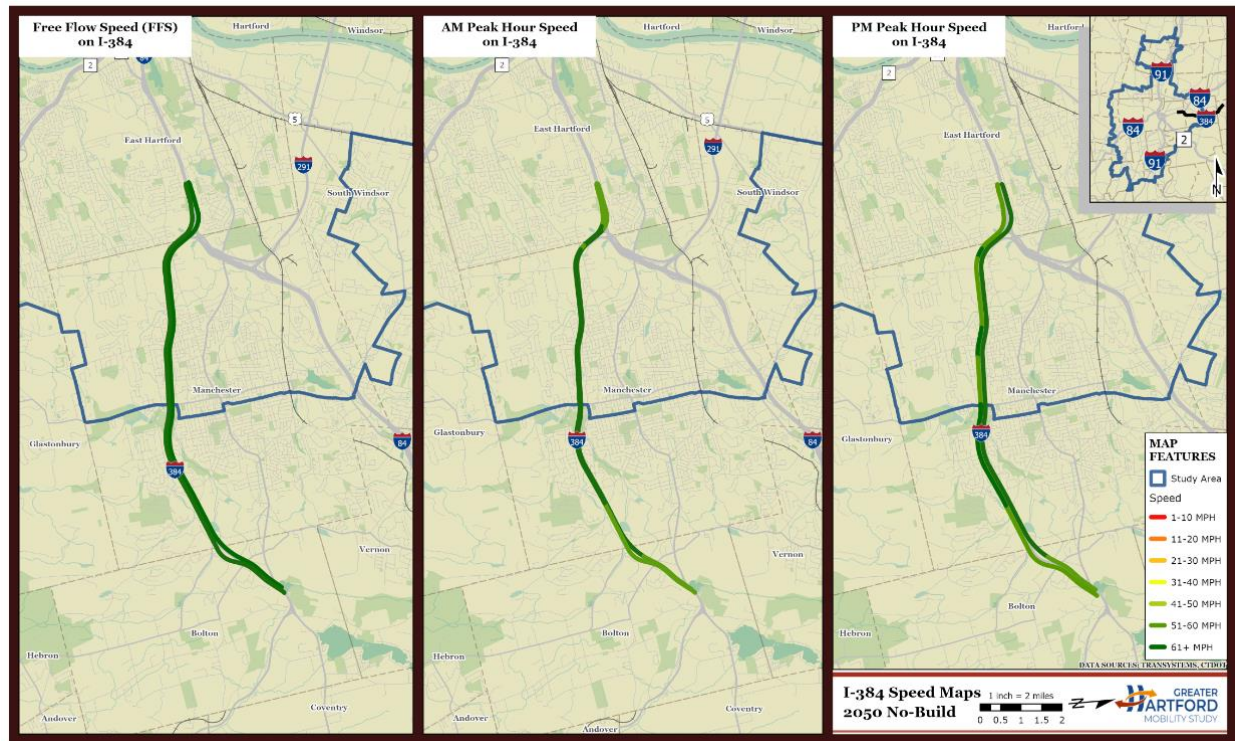 Free Flow Speed (FFS)
on I-384
Hartford
Windsor
84
2
5
East Hartford
291
South Windsor
Manchester
Glastonbury
84
384
Vernon
Bolton
Hebron
Andover
Coventry
AM Peak Hour Speed
on I-384
Hartford
Windsor
2
5
East Hartford
291
South Windsor
Manchester
Glastonbury
384
84
Vernon
Bolton
Hebron
Coventry
Andover
PM Peak Hour Speed
on I-384
Hartford
2
East Hartford
South Windsor
Manchester
Glastonbury
384
Vernon
Bolton
Hebron
91
84
384
84
2
91
N
MAP
FEATURES
Study Area
Speed
1-10 MPH
11-20 MPH
21-30 MPH
31-40 MPH
41-50 MPH
51-60 MPH
61+ MPH
DATA SOURCES: TRANSYSTEMS, CTDOT
I-384 Speed Maps
2050 No-Build
1 inch = 2 miles
0 0.5 1 1.5 2
N
GREATER
HARTFORD
MOBILITY STUDY